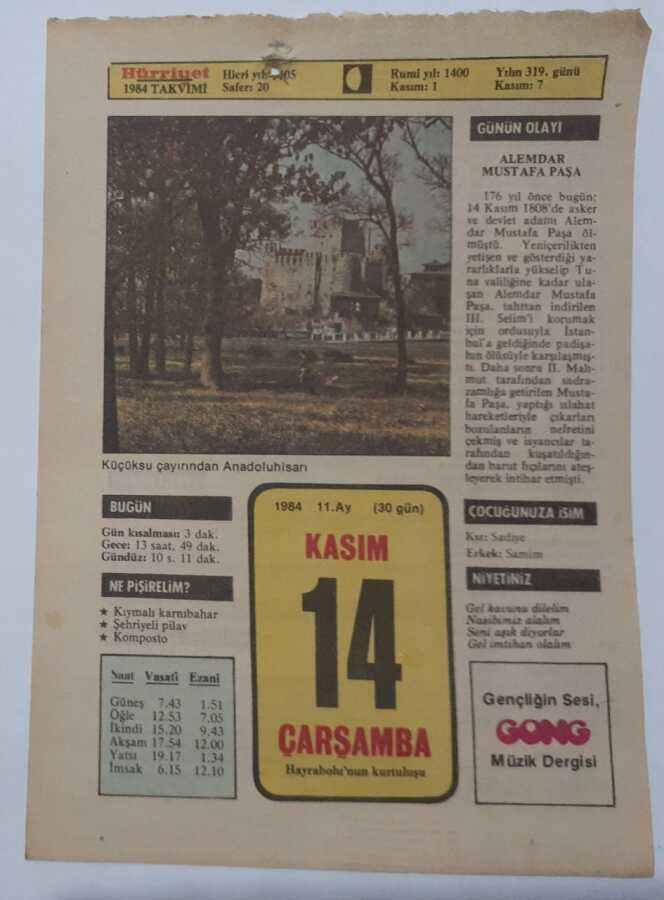 Hürriyet
1984 TAKVİMİ
Hicri yılı: 1405
Safer: 20
Rumi yıl: 1400
Kasım: 1
Yılın 319. günü
Kasım: 7
GÜNÜN OLAYI
ALEMDAR
MUSTAFA PAŞA
176 yıl önce bugün:
14 Kasım 1808'de asker
ve devlet adamı Alem-
dar Mustafa Paşa öl-
müştü. Yeniçerilikten
yetişen ve gösterdiği ya-
rarlıklarla yükselip Tu-
na valiliğine kadar ula-
şan Alemdar Mustafa
Paşa, tahttan indirilen
III. Selim'i korumak
için ordusuyla İstan-
bul'a geldiğinde padişa-
hın ölüsüyle karşılaşmış-
tı. Daha sonra II. Mah-
mut tarafından sadra-
zamlığa getirilen Musta-
fa Paşa, yaptığı ıslahat
hareketleriyle çıkarları
bozulanların nefretini
çekmiş ve isyancılar ta-
rafından kuşatıldığın-
dan barut fıçılarını ateş-
leyerek intihar etmişti.
Küçüksu çayırından Anadoluhisarı
BUGÜN
Gün kısalması: 3 dak.
Gece: 13 saat, 49 dak.
Gündüz: 10 s. 11 dak.
NE PİŞİRELİM?
★ Kıymalı karnıbahar
★ Şehriyeli pilav
★ Komposto
Saat Vasati Ezani
Güneş 7.43 1.51
Öğle 12.53 7.05
İkindi 15.20 9.43
Akşam 17.54 12.00
Yatsı 19.17 1.34
İmsak 6.15 12.10
1984 11.Ay (30 gün)
KASIM
14
ÇARŞAMBA
Hayrabolu'nun kurtuluşu
ÇOCUĞUNUZA İSİM
Kız: Sadiye
Erkek: Samim
NİYETİNİZ
Gel kavunu dilelim
Nasibimiz alalım
Seni aşık diyorlar
Gel imtihan olalım
Gençliğin Sesi,
GONG
Müzik Dergisi